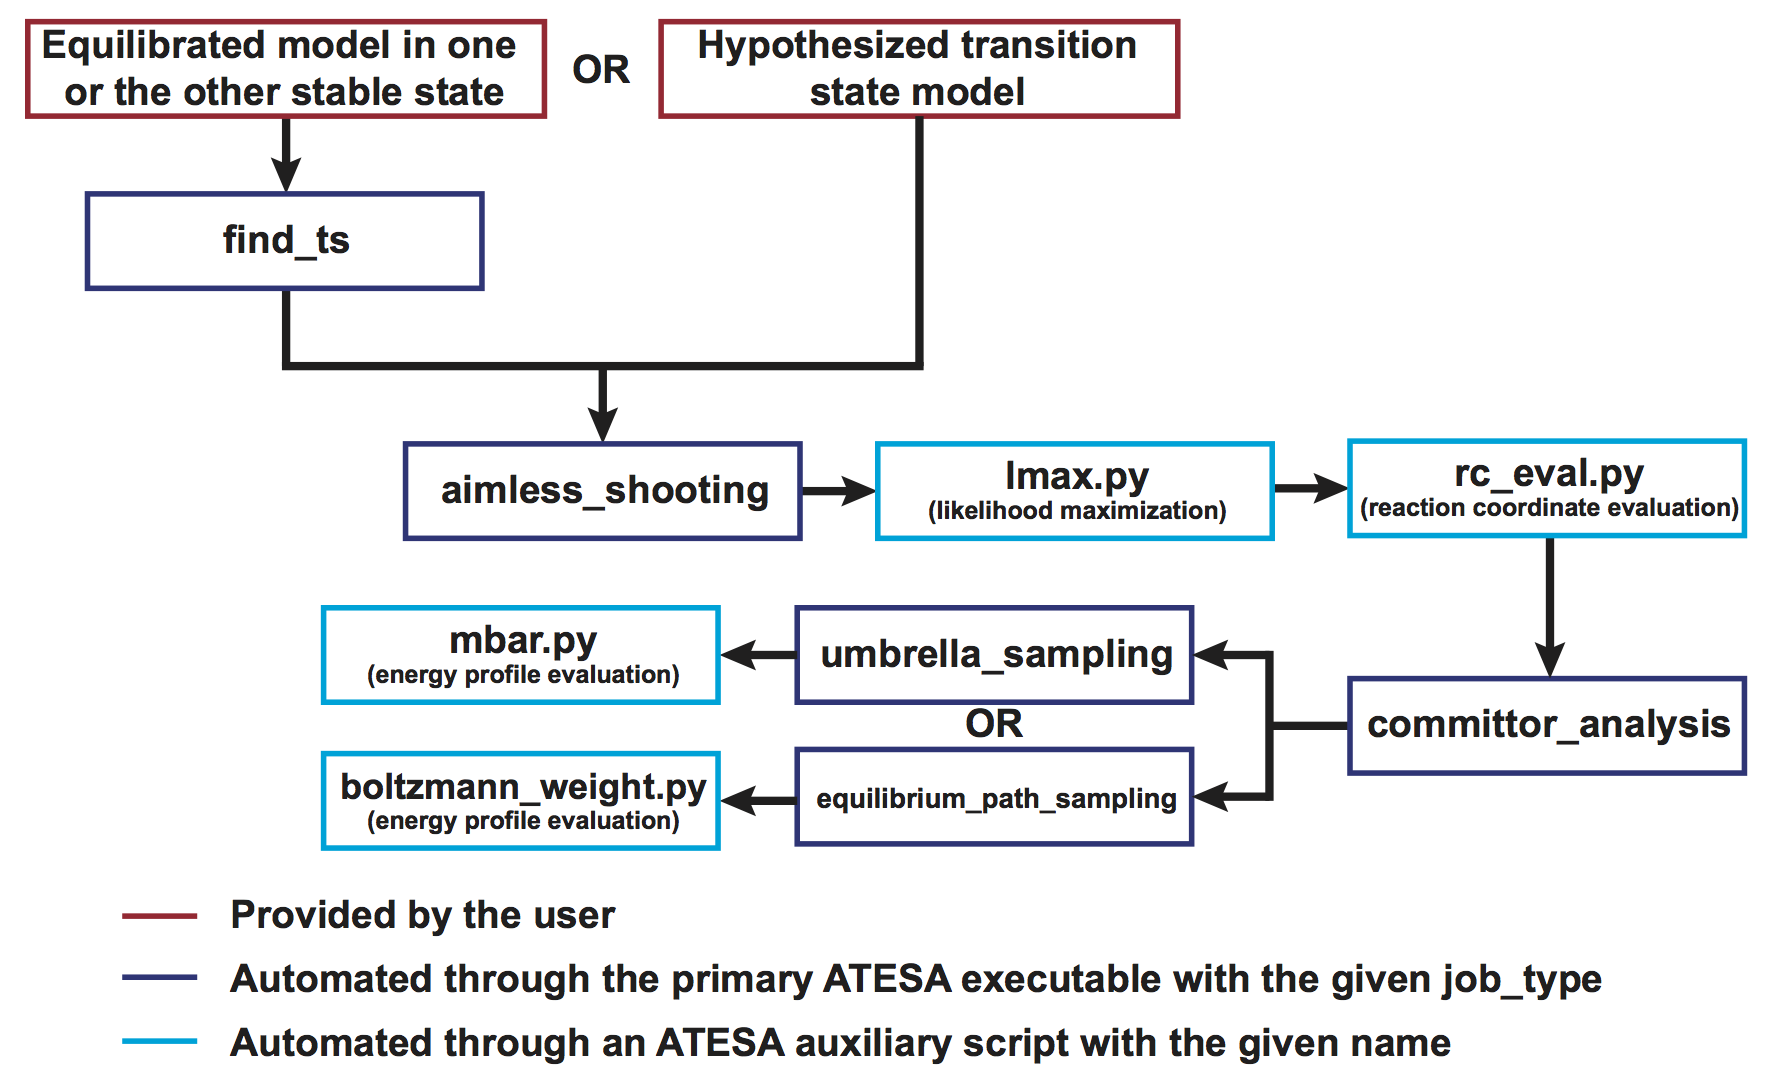 Equilibrated model in one
or the other stable state
OR
Hypothesized transition
state model
find_ts
aimless_shooting
lmax.py
(likelihood maximization)
rc_eval.py
(reaction coordinate evaluation)
mbar.py
(energy profile evaluation)
umbrella_sampling
OR
committor_analysis
boltzmann_weight.py
(energy profile evaluation)
equilibrium_path_sampling
Provided by the user
Automated through the primary ATESA executable with the given job_type
Automated through an ATESA auxiliary script with the given name